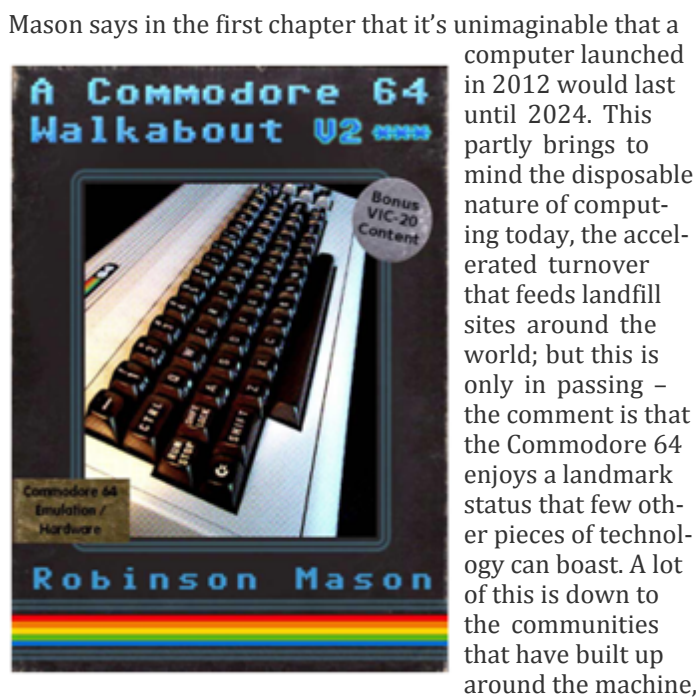 Mason says in the first chapter that it’s unimaginable that a
computer launched
in 2012 would last
until 2024. This
partly brings to
mind the disposable
nature of comput-
ing today, the accel-
erated turnover
that feeds landfill
sites around the
world; but this is
only in passing –
the comment is that
the Commodore 64
enjoys a landmark
status that few oth-
er pieces of technol-
ogy can boast. A lot
of this is down to
the communities
that have built up
around the machine,
A Commodore 64
Walkabout V2
Bonus
VIC-20
Content
64
CTRL
RUN
STOP
SHIFT
Q
W
A
Z
Commodore 64
Emulation /
Hardware
Robinson Mason